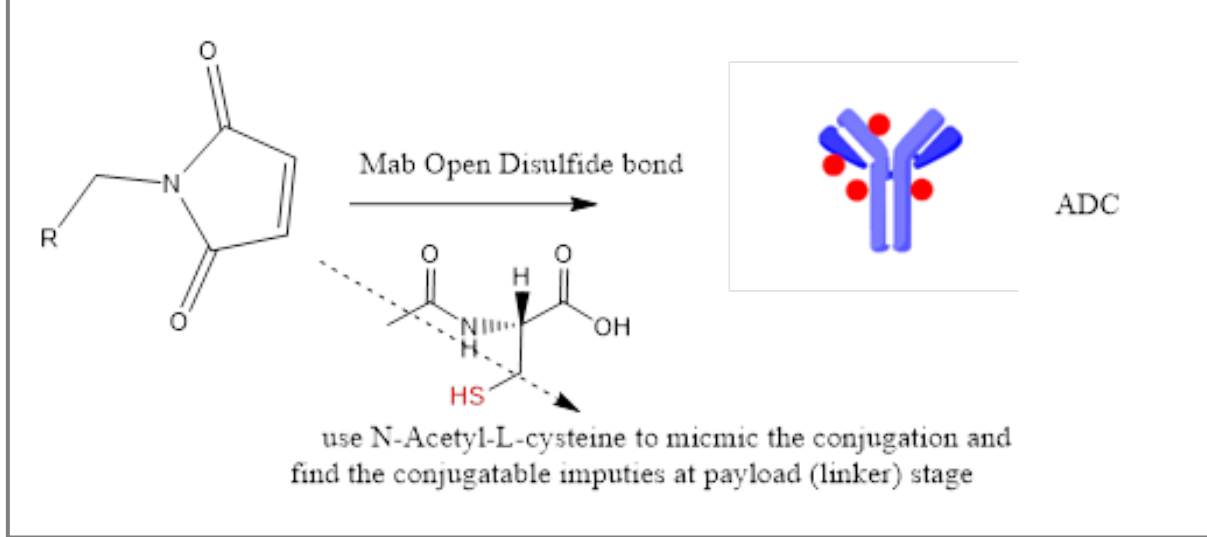 O
Mab Open Disulfide bond
N
ADC
R
O
O
O
H
N
H
OH
HS
use N-Acetyl-L-cysteine to micmic the conjugation and
find the conjugatable imputies at payload (linker) stage